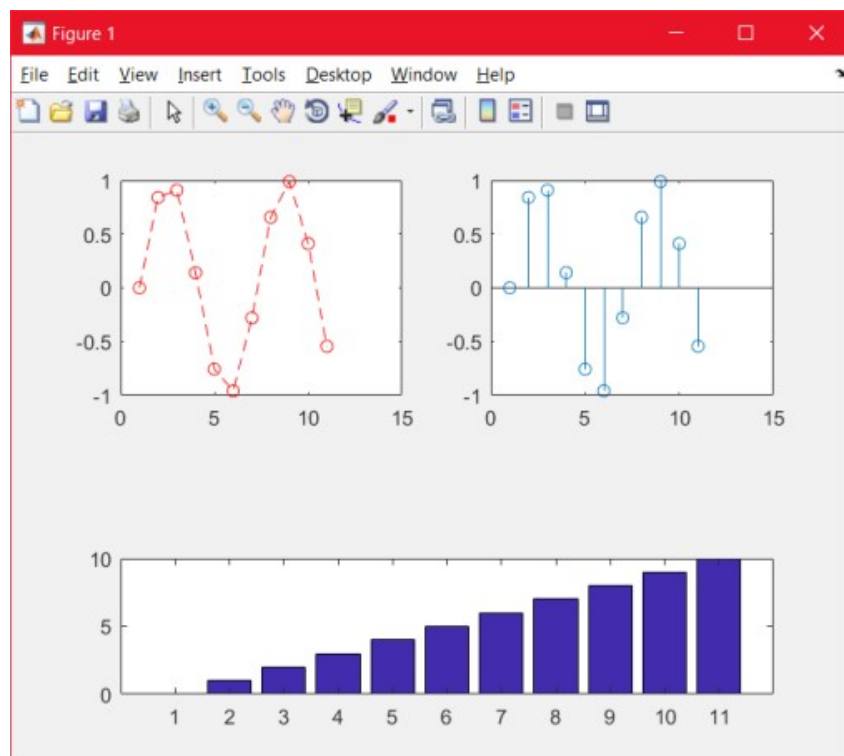 Figure 1
File Edit View Insert Tools Desktop Window Help
1 1
0.5 0.5
0 0
-0.5 -0.5
-1 -1
0 5 10 15 0 5 10 15
10
5
0
1 2 3 4 5 6 7 8 9 10 11